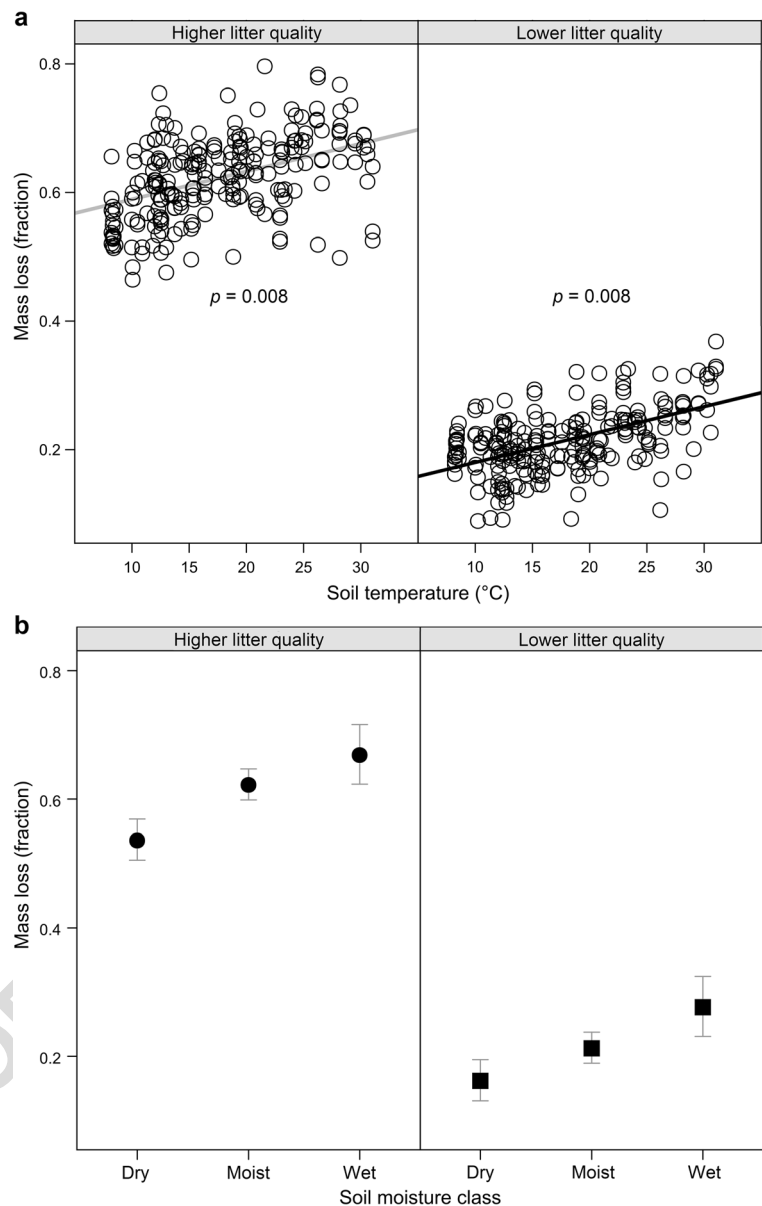 a
Higher litter quality
Lower litter quality
0.8
0.6
0.4
0.2
Mass loss (fraction)
p = 0.008
p = 0.008
10 15 20 25 30
10 15 20 25 30
Soil temperature (°C)
b
Higher litter quality
Lower litter quality
0.8
0.6
0.4
0.2
Mass loss (fraction)
Dry Moist Wet
Dry Moist Wet
Soil moisture class